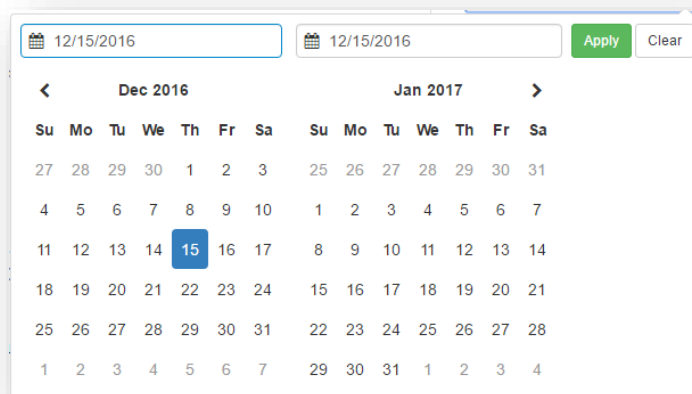 12/15/2016 12/15/2016 Apply Clear
Dec 2016 Jan 2017
Su Mo Tu We Th Fr Sa Su Mo Tu We Th Fr Sa
27 28 29 30 1 2 3 25 26 27 28 29 30 31
4 5 6 7 8 9 10 1 2 3 4 5 6 7
11 12 13 14 15 16 17 8 9 10 11 12 13 14
18 19 20 21 22 23 24 15 16 17 18 19 20 21
25 26 27 28 29 30 31 22 23 24 25 26 27 28
1 2 3 4 5 6 7 29 30 31 1 2 3 4